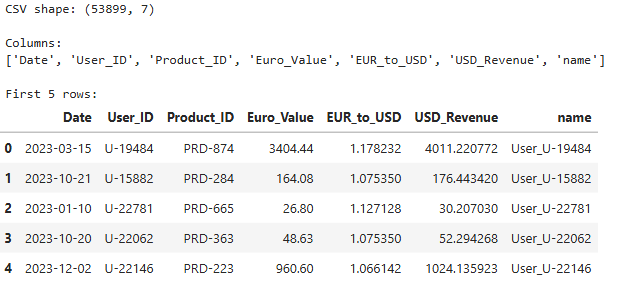 CSV shape: (53899, 7)
Columns:
['Date', 'User_ID', 'Product_ID', 'Euro_Value', 'EUR_to_USD', 'USD_Revenue', 'name']
First 5 rows:
Date User_ID Product_ID Euro_Value EUR_to_USD USD_Revenue name
0 2023-03-15 U-19484 PRD-874 3404.44 1.178232 4011.220772 User_U-19484
1 2023-10-21 U-15882 PRD-284 164.08 1.075350 176.443420 User_U-15882
2 2023-01-10 U-22781 PRD-665 26.80 1.127128 30.207030 User_U-22781
3 2023-10-20 U-22062 PRD-363 48.63 1.075350 52.294268 User_U-22062
4 2023-12-02 U-22146 PRD-223 960.60 1.066142 1024.135923 User_U-22146